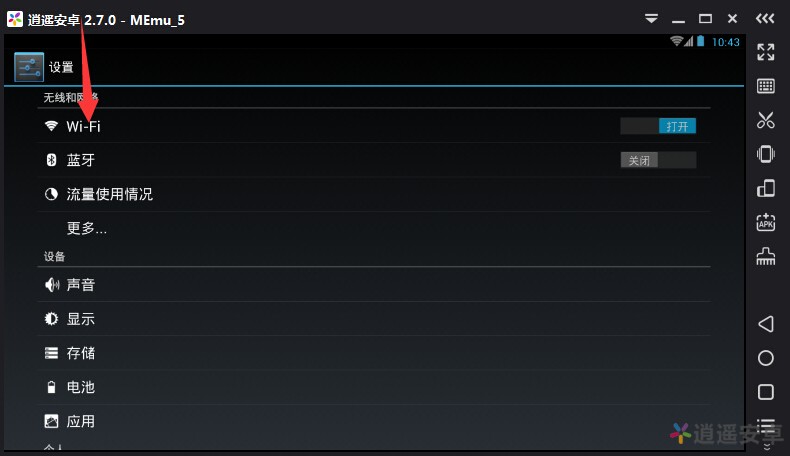 逍遥安卓 2.7.0 - MEmu_5
10:43
设置
无线和网络
Wi-Fi
打开
蓝牙
关闭
流量使用情况
更多...
设备
声音
显示
存储
电池
应用
APK
逍遥安卓